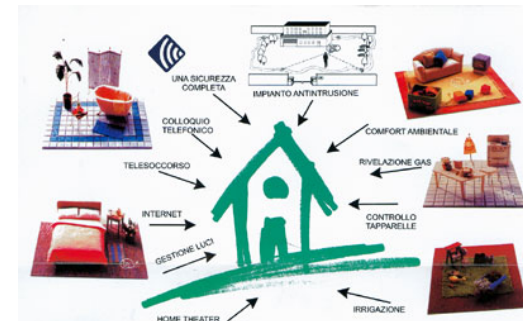 UNA SICUREZZA
COMPLETA
IMPIANTO ANTINTRUSIONE
COLLOQUIO
TELEFONICO
COMFORT AMBIENTALE
TELESOCCORSO
RIVELAZIONE GAS
INTERNET
CONTROLLO
TAPPARELLE
GESTIONE LUCI
IRRIGAZIONE
HOME THEATER